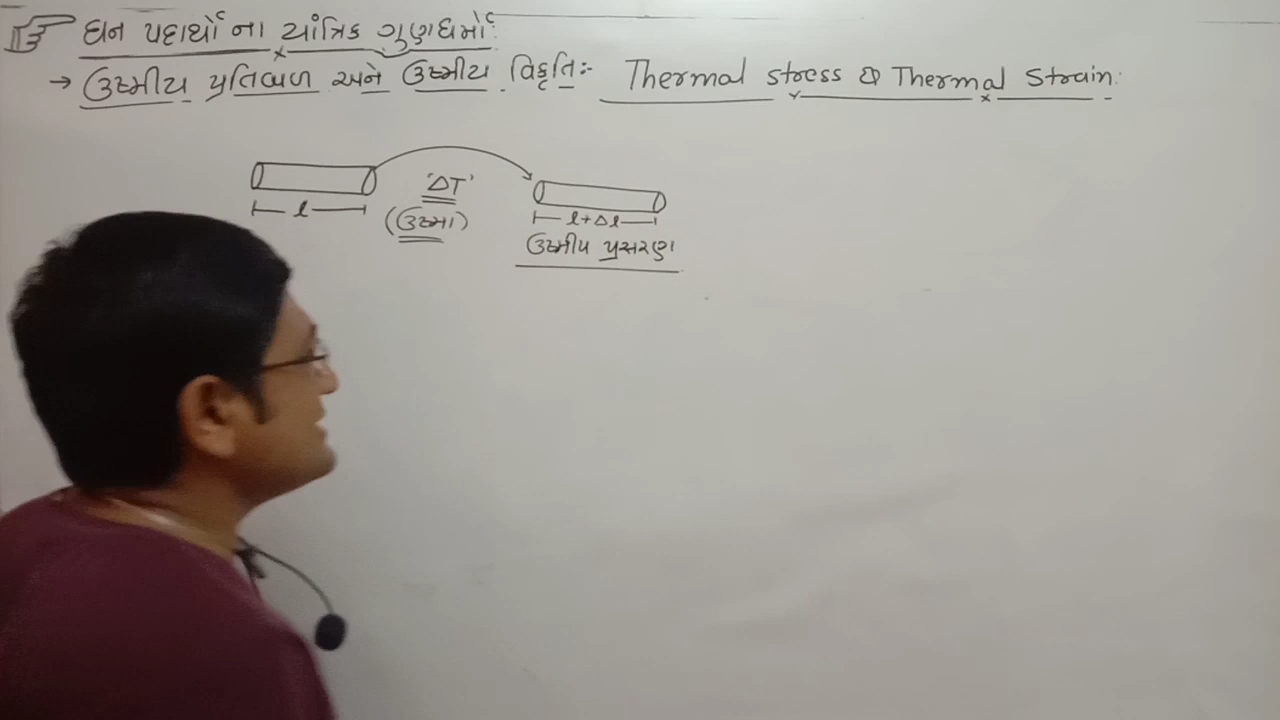 ઘન પદાર્થોના યાંત્રિક ગુણધર્મો
→ ઉષ્મીય પ્રતિબળ અને ઉષ્મીય વિકૃતિ:- Thermal stress & Thermal Strain:
'ΔT'
l
(ઉષ્મા)
l+Δl
ઉષ્મીય પ્રસરણ